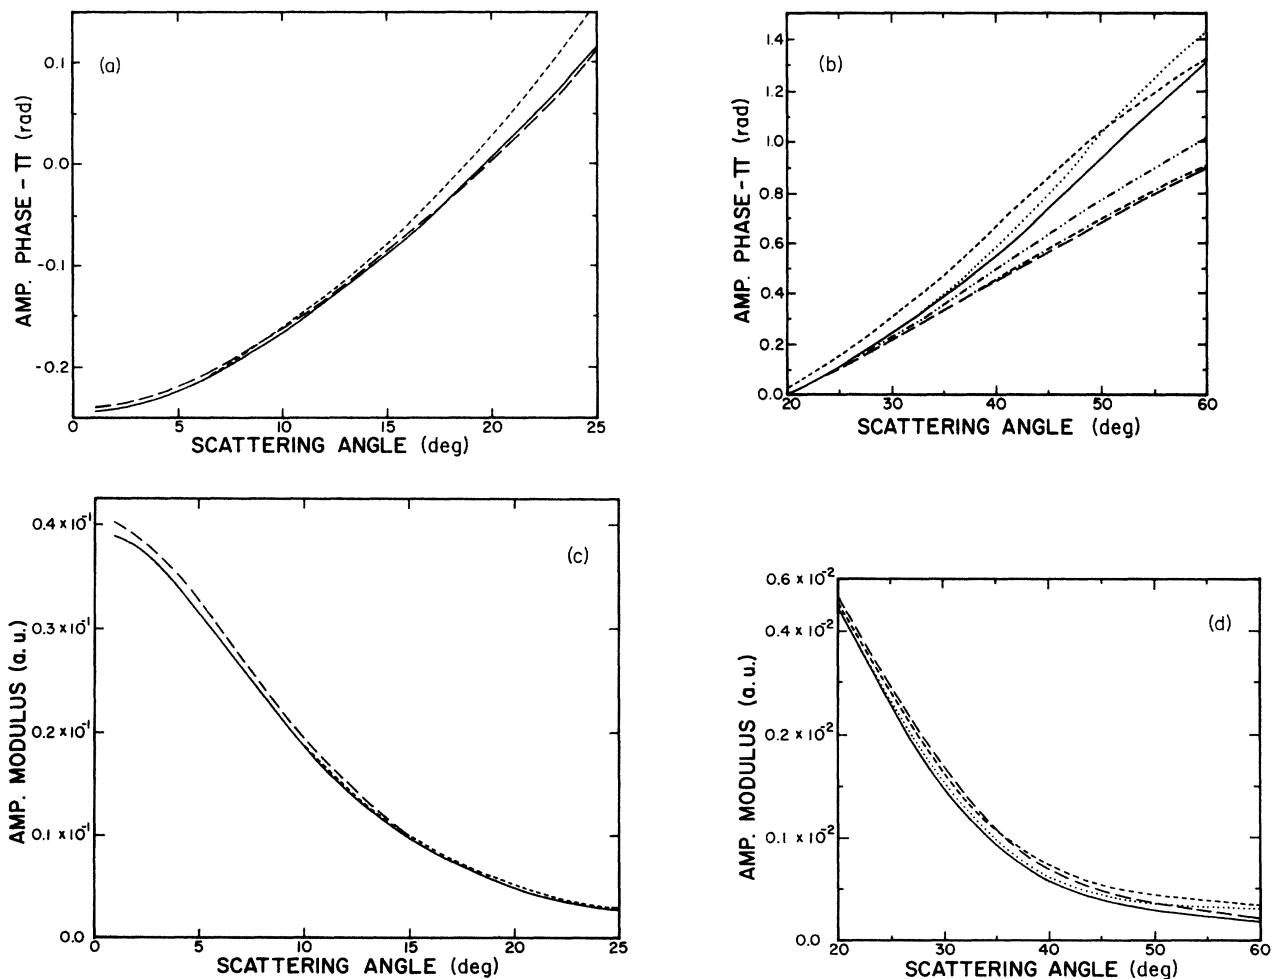 (a)
AMP. PHASE - π (rad)
0.1
0.0
-0.1
-0.2
0 5 10 15 20 25
SCATTERING ANGLE (deg)
(b)
AMP. PHASE - π (rad)
1.4
1.2
1.0
0.8
0.6
0.4
0.2
0.0
20 30 40 50 60
SCATTERING ANGLE (deg)
(c)
AMP. MODULUS (a.u.)
0.4 x 10⁻¹
0.3 x 10⁻¹
0.2 x 10⁻¹
0.1 x 10⁻¹
0.0
0 5 10 15 20 25
SCATTERING ANGLE (deg)
(d)
AMP. MODULUS (a.u.)
0.6 x 10⁻²
0.4 x 10⁻²
0.2 x 10⁻²
0.1 x 10⁻²
0.0
20 30 40 50 60
SCATTERING ANGLE (deg)